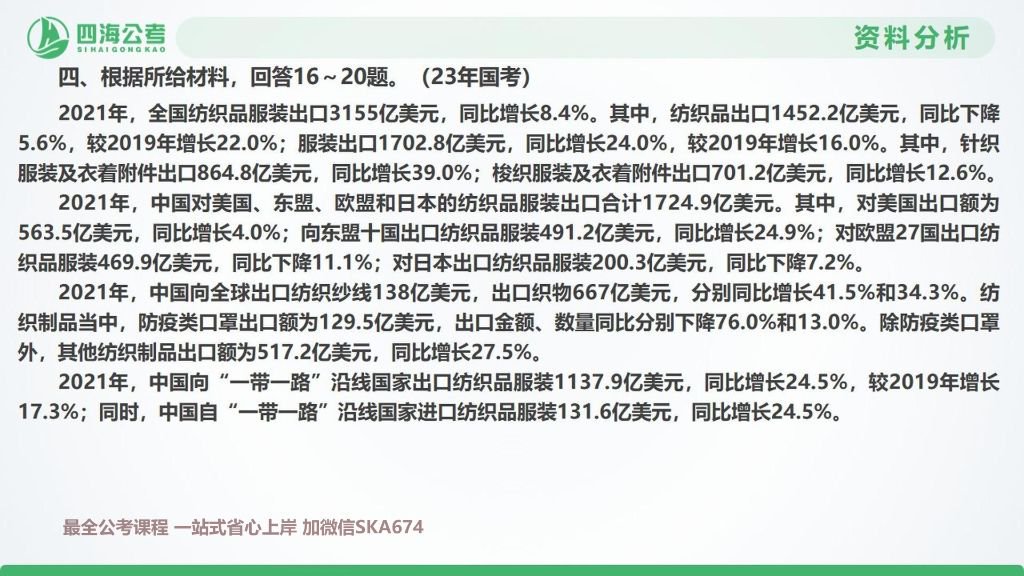 四海公考
SIHAIGONGKAO
资料分析
四、根据所给材料，回答16～20题。（23年国考）
2021年，全国纺织品服装出口3155亿美元，同比增长8.4%。其中，纺织品出口1452.2亿美元，同比下降
5.6%，较2019年增长22.0%；服装出口1702.8亿美元，同比增长24.0%，较2019年增长16.0%。其中，针织
服装及衣着附件出口864.8亿美元，同比增长39.0%；梭织服装及衣着附件出口701.2亿美元，同比增长12.6%。
2021年，中国对美国、东盟、欧盟和日本的纺织品服装出口合计1724.9亿美元。其中，对美国出口额为
563.5亿美元，同比增长4.0%；向东盟十国出口纺织品服装491.2亿美元，同比增长24.9%；对欧盟27国出口纺
织品服装469.9亿美元，同比下降11.1%；对日本出口纺织品服装200.3亿美元，同比下降7.2%。
2021年，中国向全球出口纺织纱线138亿美元，出口织物667亿美元，分别同比增长41.5%和34.3%。纺
织制品当中，防疫类口罩出口额为129.5亿美元，出口金额、数量同比分别下降76.0%和13.0%。除防疫类口罩
外，其他纺织制品出口额为517.2亿美元，同比增长27.5%。
2021年，中国向“一带一路”沿线国家出口纺织品服装1137.9亿美元，同比增长24.5%，较2019年增长
17.3%；同时，中国自“一带一路”沿线国家进口纺织品服装131.6亿美元，同比增长24.5%。
最全公考课程 一站式省心上岸 加微信SKA674